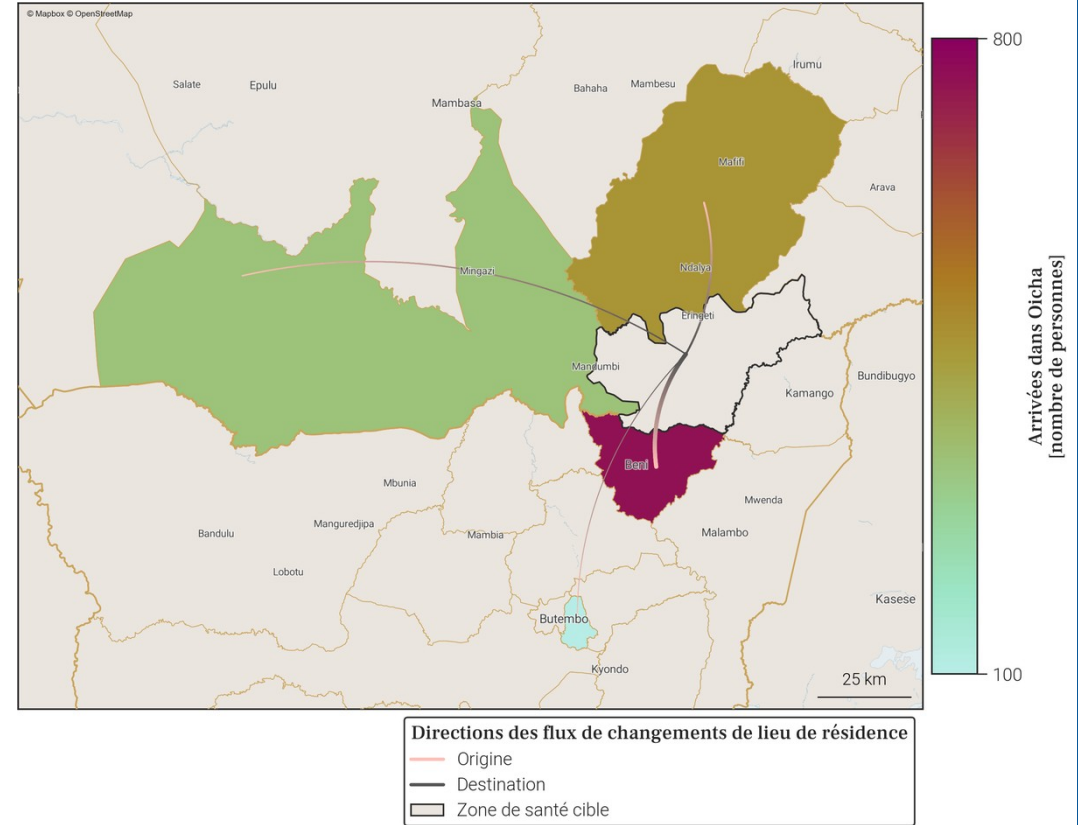 © Mapbox © OpenStreetMap
800
Irumu
Salate
Epulu
Bahaha
Mambesu
Mambasa
Mafifi
Arava
Ndalya
Mingazi
Eringeti
Mandumbi
Bundibugyo
Kamango
Beni
Mbunia
Mwenda
Manguredjipa
Bandulu
Mambia
Malambo
Lobotu
Kasese
Butembo
Kyondo
25 km
100
Arrivées dans Oicha
[nombre de personnes]
Directions des flux de changements de lieu de résidence
Origine
Destination
Zone de santé cible